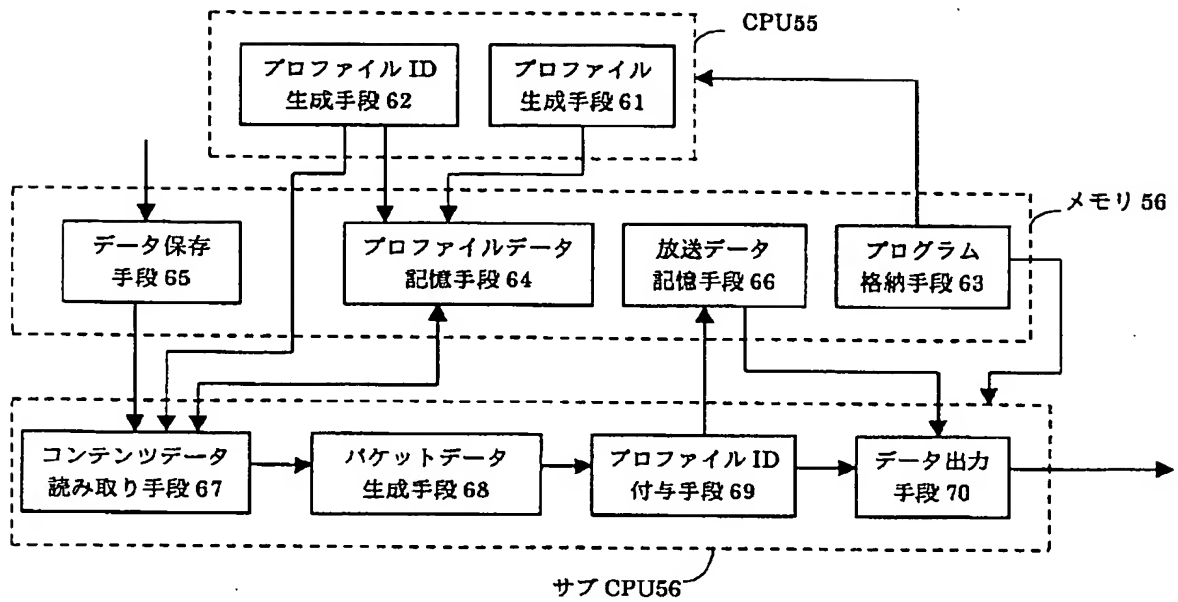 CPU55
プロファイル ID
生成手段 62
プロファイル
生成手段 61
メモリ 56
データ保存
手段 65
プロファイルデータ
記憶手段 64
放送データ
記憶手段 66
プログラム
格納手段 63
コンテンツデータ
読み取り手段 67
パケットデータ
生成手段 68
プロファイル ID
付与手段 69
データ出力
手段 70
サブ CPU56